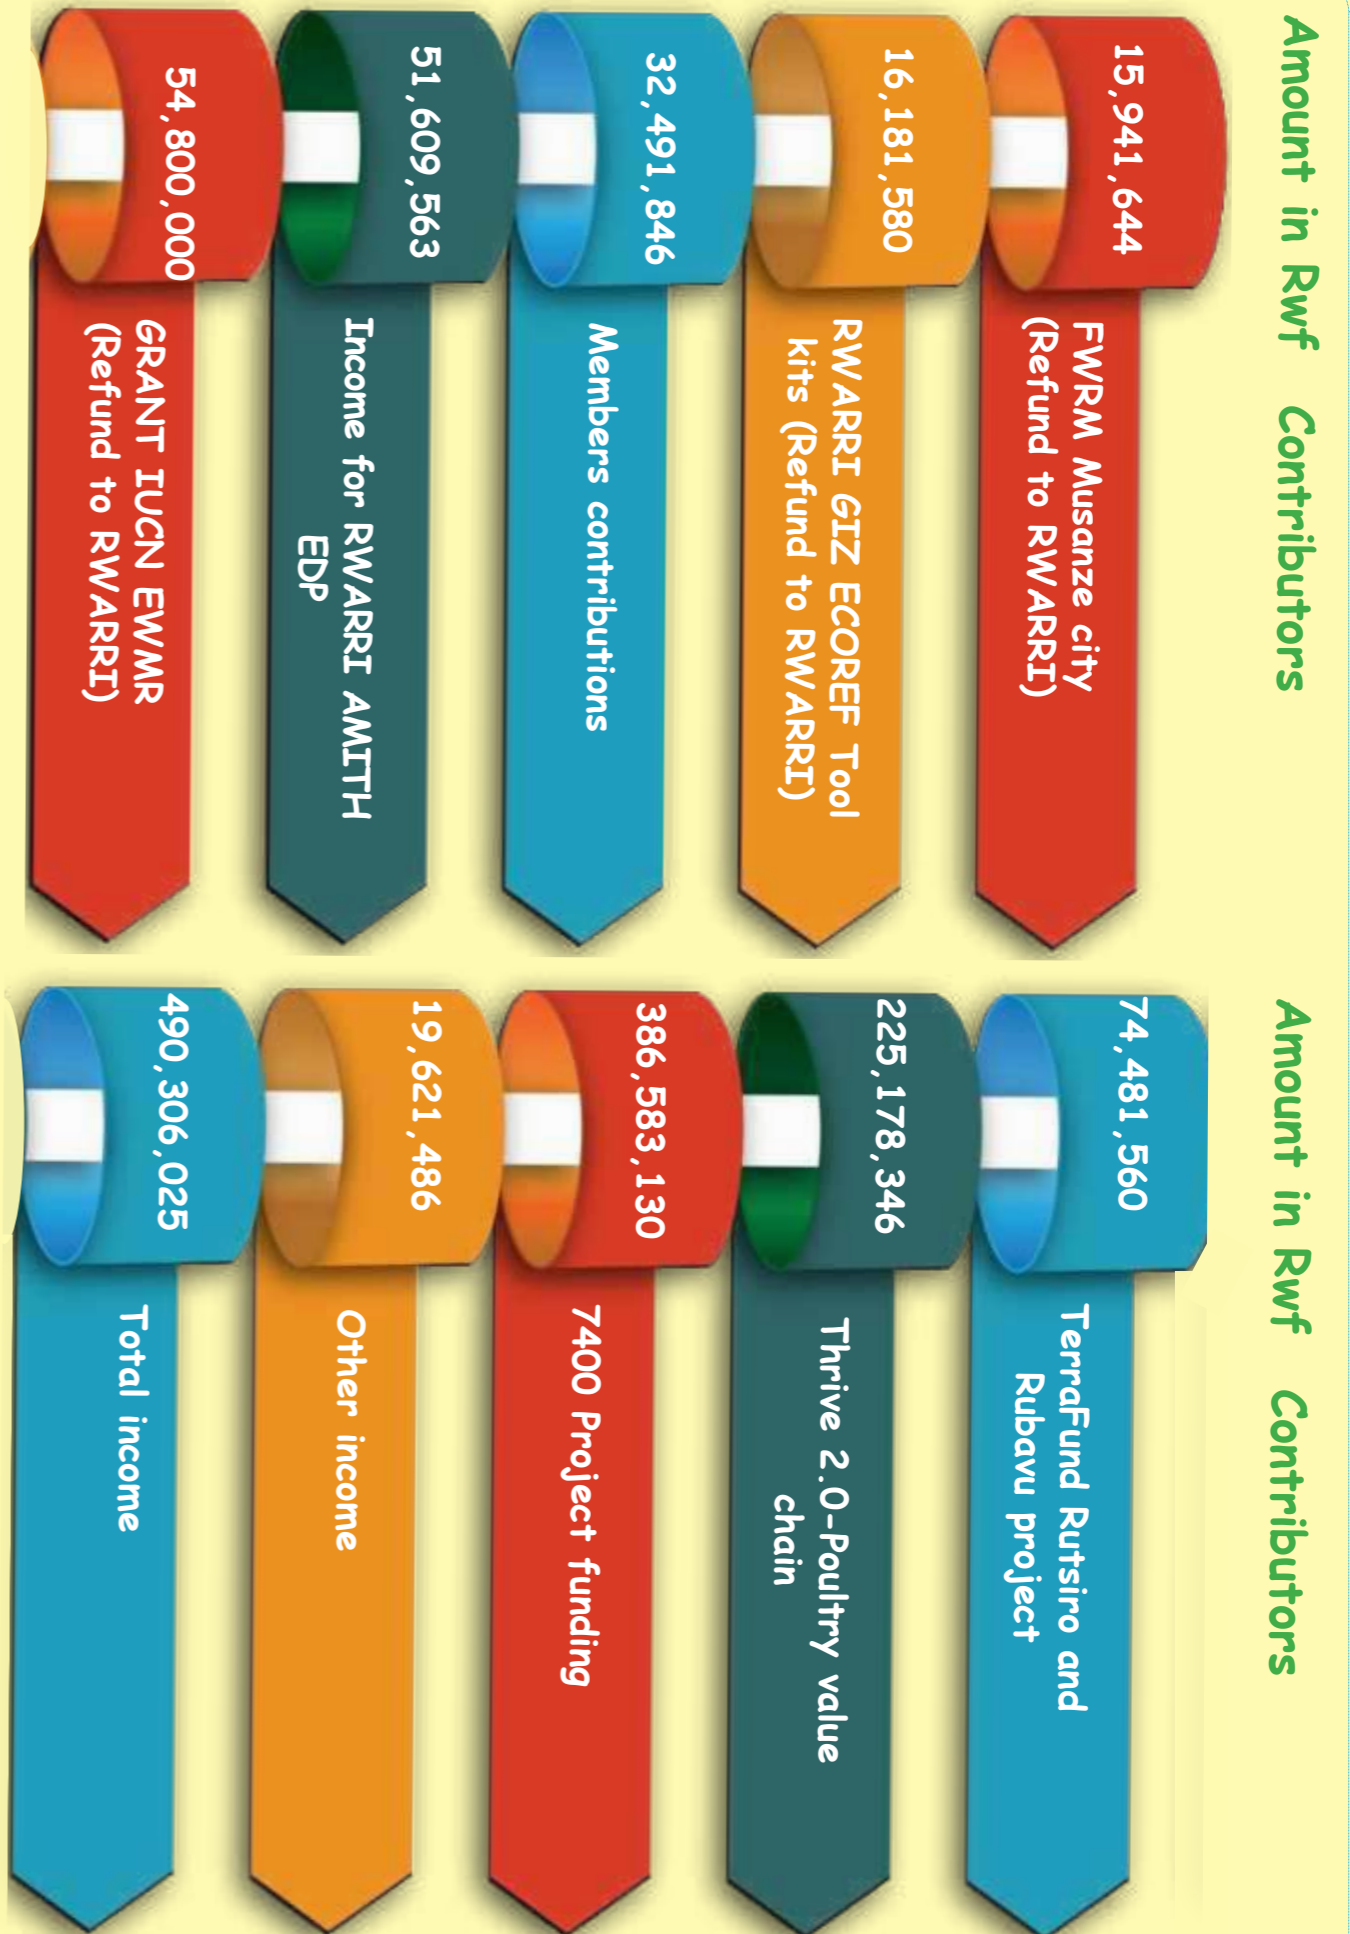 Amount in Rwf Contributors
15,941,644
FWRM Musanze city
(Refund to RWARRI)
16,181,580
RWARRI GIZ ECOREF Tool
kits (Refund to RWARRI)
32,491,846
Members contributions
51,609,563
Income for RWARRI AMITH
EDP
54,800,000
GRANT IUCN EWMR
(Refund to RWARRI)
Amount in Rwf Contributors
74,481,560
TerraFund Rutsiro and
Rubavu project
225,178,346
Thrive 2.0-Poultry value
chain
386,583,130
7400 Project funding
19,621,486
Other income
490,306,025
Total income